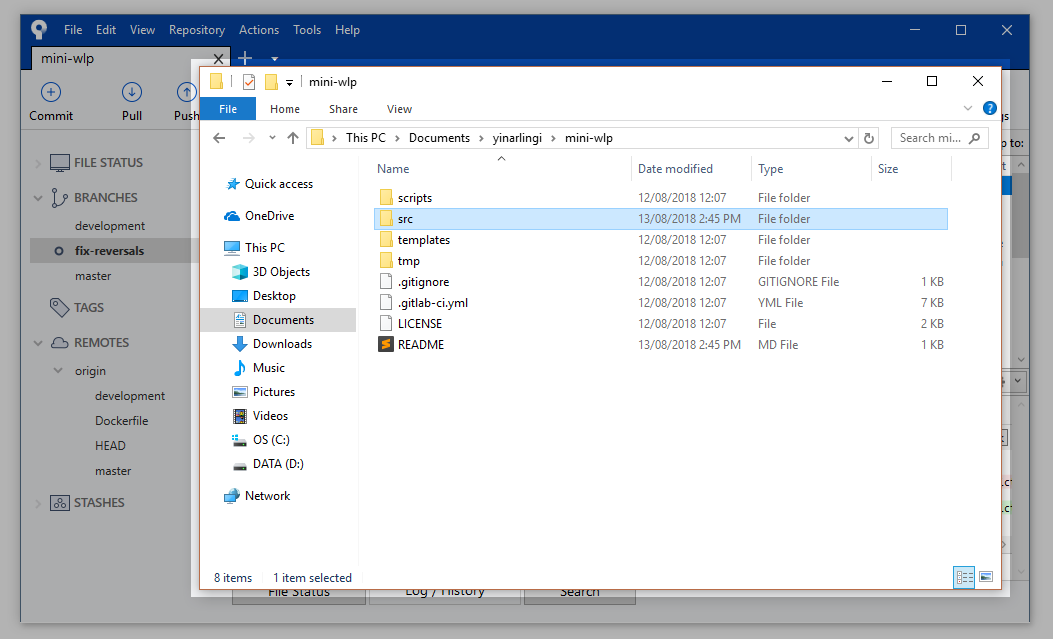 File Edit View Repository Actions Tools Help
mini-wlp
Commit Pull Push
FILE STATUS
BRANCHES
development
fix-reversals
master
TAGS
REMOTES
origin
development
Dockerfile
HEAD
master
STASHES
mini-wlp
File Home Share View
This PC Documents yinarlingi mini-wlp
Search mi...
Quick access
OneDrive
This PC
3D Objects
Desktop
Documents
Downloads
Music
Pictures
Videos
OS (C:)
DATA (D:)
Network
Name Date modified Type Size
scripts 12/08/2018 12:07 File folder
src 13/08/2018 2:45 PM File folder
templates 12/08/2018 12:07 File folder
tmp 12/08/2018 12:07 File folder
.gitignore 12/08/2018 12:07 GITIGNORE File 1 KB
.gitlab-ci.yml 12/08/2018 12:07 YML File 7 KB
LICENSE 12/08/2018 12:07 File 2 KB
README 13/08/2018 2:45 PM MD File 1 KB
8 items 1 item selected
to:
File Status Log / History Search